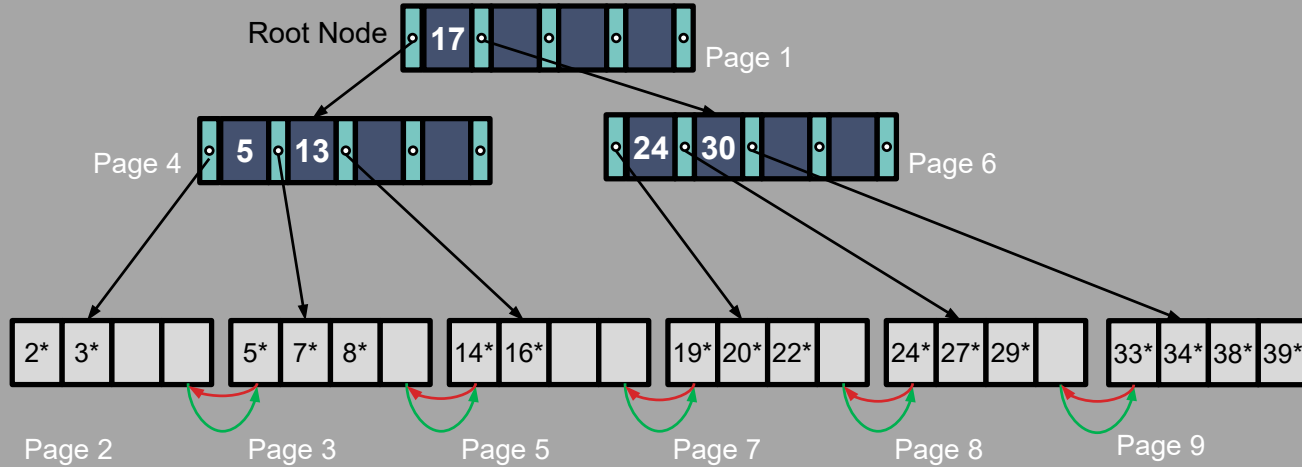 Root Node
17
Page 1
Page 4
5 13
24 30
Page 6
2* 3*
5* 7* 8*
14* 16*
19* 20* 22*
24* 27* 29*
33* 34* 38* 39*
Page 2
Page 3
Page 5
Page 7
Page 8
Page 9